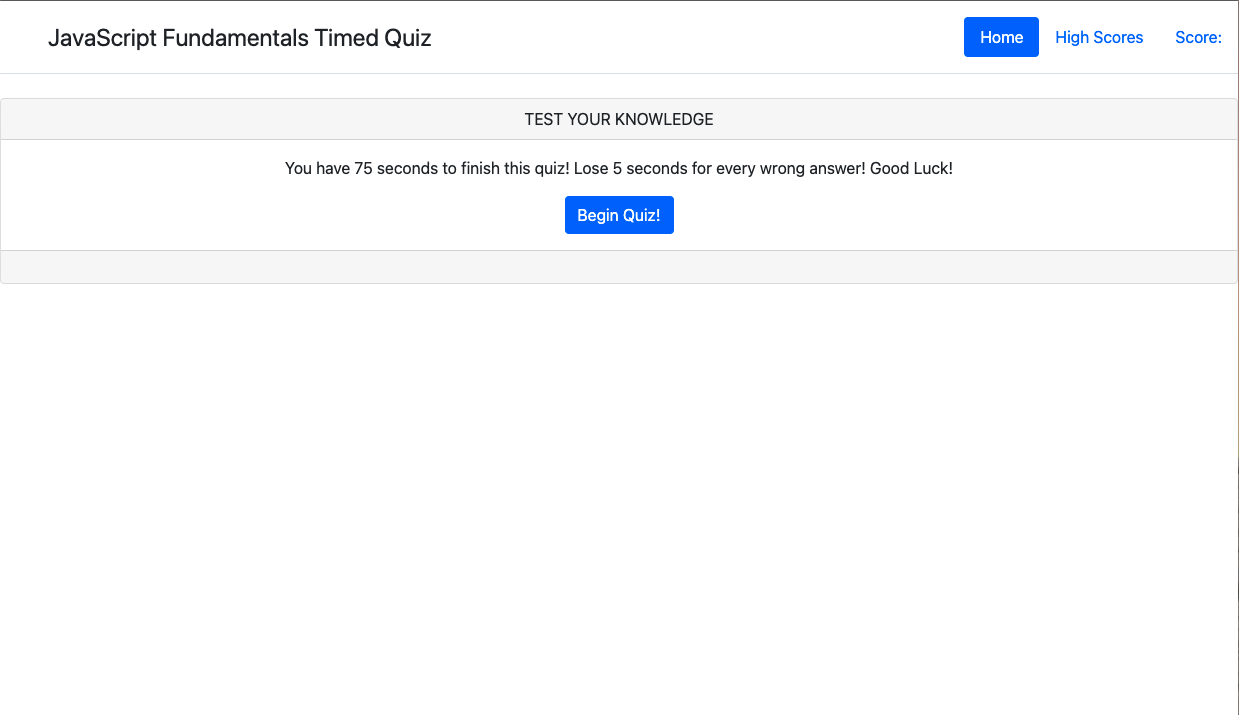 JavaScript Fundamentals Timed Quiz
Home
High Scores
Score:
TEST YOUR KNOWLEDGE
You have 75 seconds to finish this quiz! Lose 5 seconds for every wrong answer! Good Luck!
Begin Quiz!